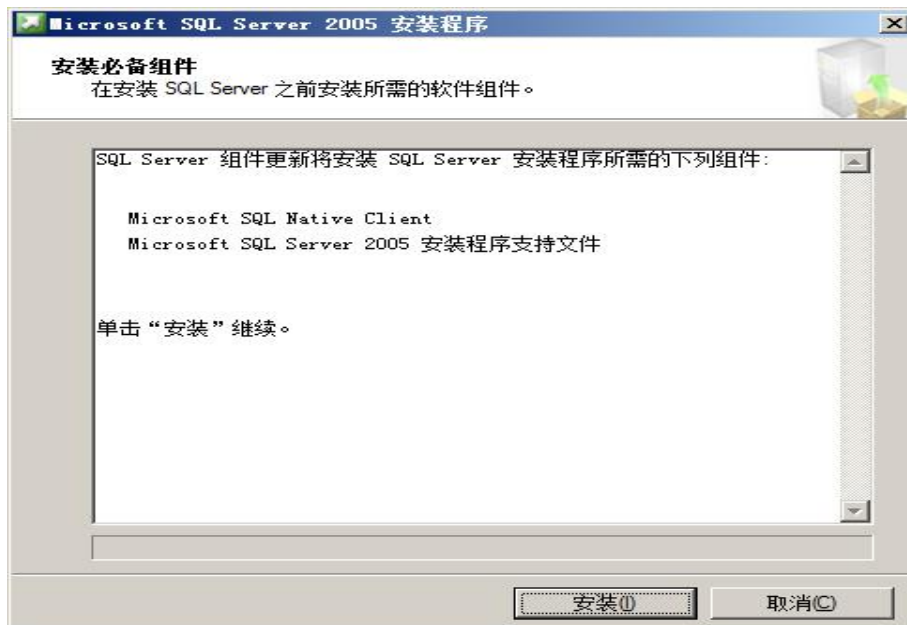 Microsoft SQL Server 2005 安装程序
安装必备组件
在安装 SQL Server 之前安装所需的软件组件。
SQL Server 组件更新将安装 SQL Server 安装程序所需的下列组件:
Microsoft SQL Native Client
Microsoft SQL Server 2005 安装程序支持文件
单击“安装”继续。
安装(I) 取消(C)